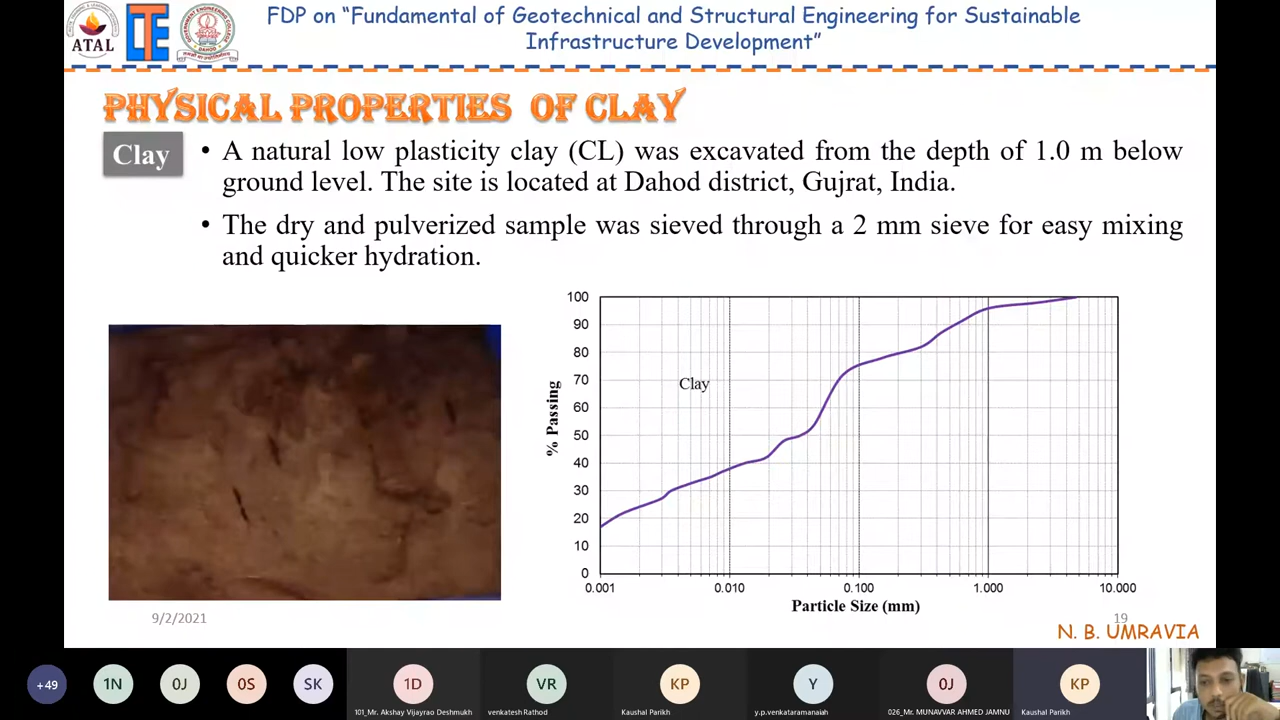 FDP on “Fundamental of Geotechnical and Structural Engineering for Sustainable
Infrastructure Development”
ATAL
PHYSICAL PROPERTIES OF CLAY
Clay
• A natural low plasticity clay (CL) was excavated from the depth of 1.0 m below
ground level. The site is located at Dahod district, Gujrat, India.
• The dry and pulverized sample was sieved through a 2 mm sieve for easy mixing
and quicker hydration.
100
90
80
70
60
50
40
30
20
10
0
% Passing
Clay
0.001 0.010 0.100 1.000 10.000
Particle Size (mm)
9/2/2021
19
N. B. UMRAVIA
+49 1N 0J 0S SK 1D VR KP Y 0J KP
101_Mr. Akshay Vijayrao Deshmukh venkatesh Rathod Kaushal Parikh y.p.venkataramanaiah 026_Mr. MUNAVVAR AHMED JAMNU Kaushal Parikh